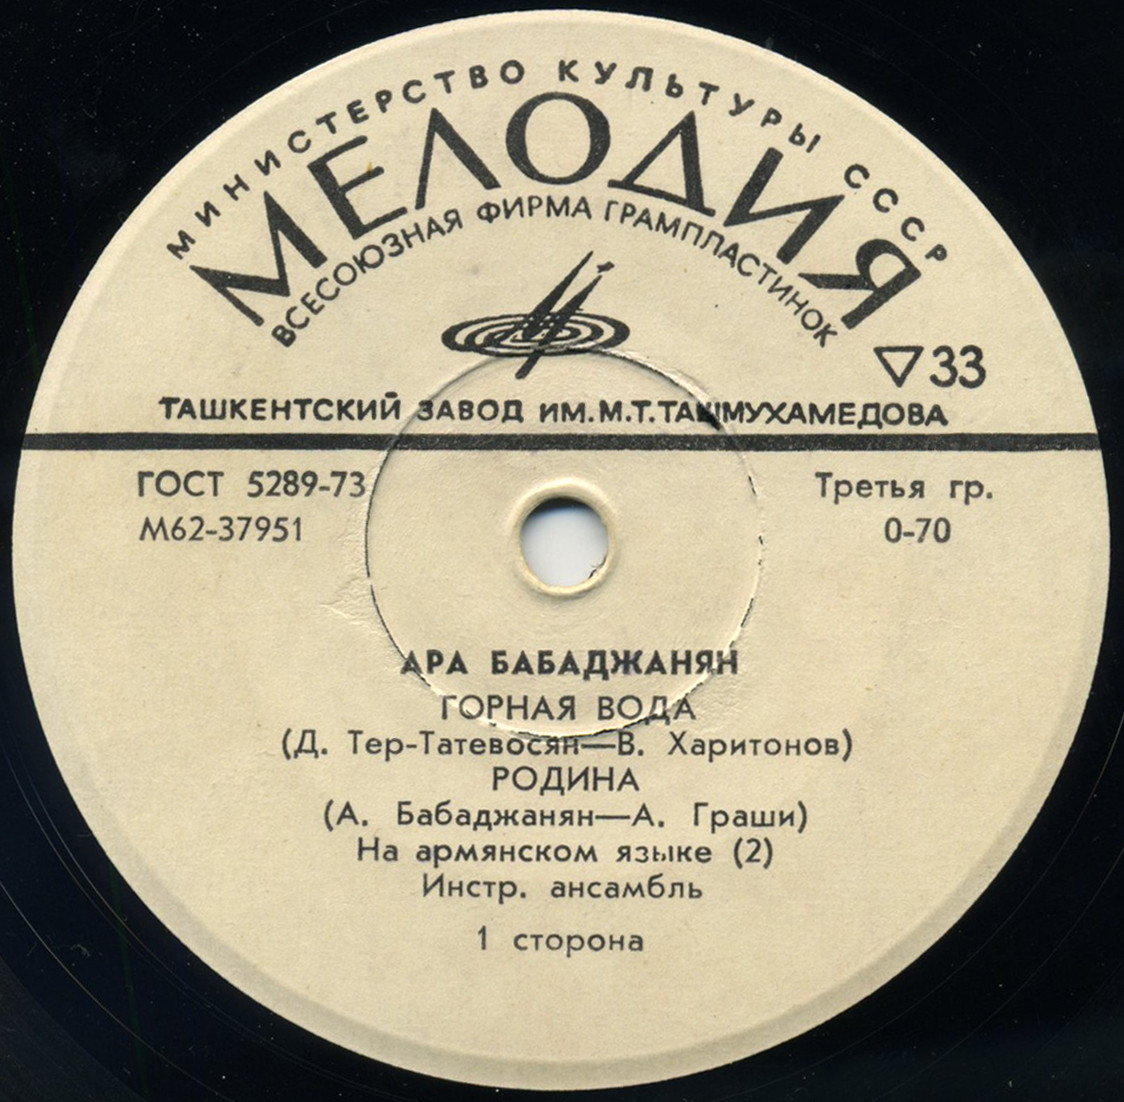 МИНИСТЕРСТВО КУЛЬТУРЫ СССР
МЕЛОДИЯ
ВСЕСОЮЗНАЯ ФИРМА ГРАМПЛАСТИНОК
33
ТАШКЕНТСКИЙ ЗАВОД ИМ.М.Т.ТАШМУХАМЕДОВА
ГОСТ 5289-73 Третья гр.
М62-37951 0-70
АРА БАБАДЖАНЯН
ГОРНАЯ ВОДА
(Д. Тер-Татевосян—В. Харитонов)
РОДИНА
(А. Бабаджанян—А. Граши)
На армянском языке (2)
Инстр. ансамбль
1 сторона